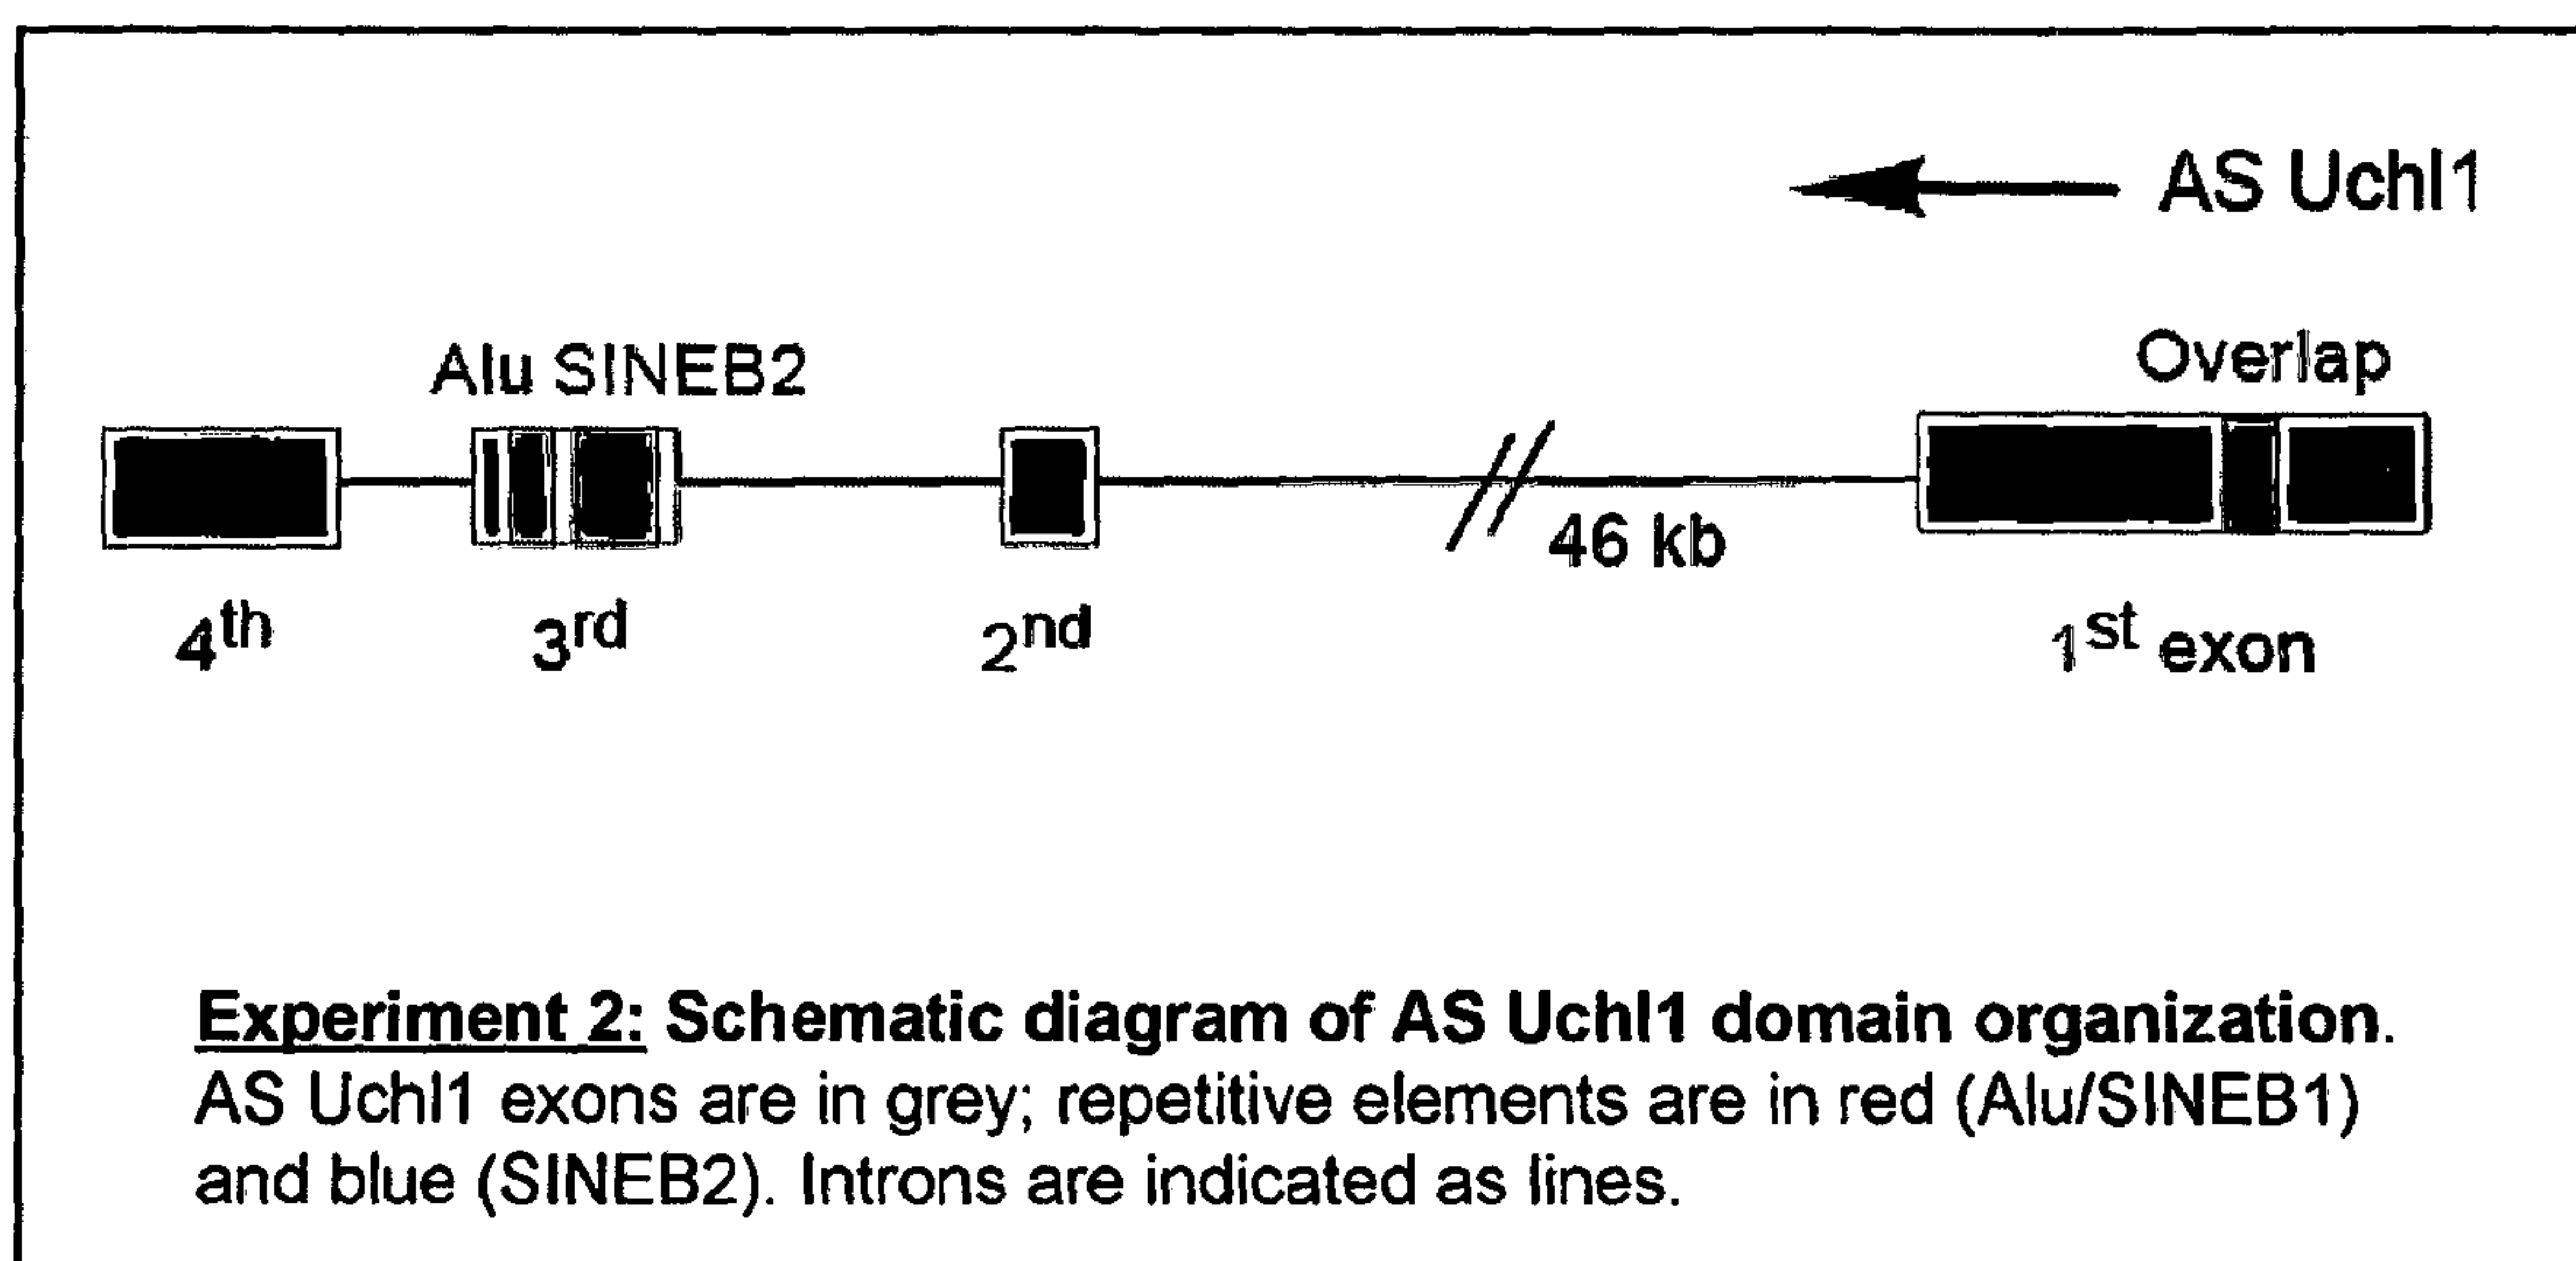 AS Uchl1
Alu SINEB2
Overlap
46 kb
4th
3rd
2nd
1st exon
Experiment 2: Schematic diagram of AS Uchl1 domain organization.
AS Uchl1 exons are in grey; repetitive elements are in red (Alu/SINEB1)
and blue (SINEB2). Introns are indicated as lines.